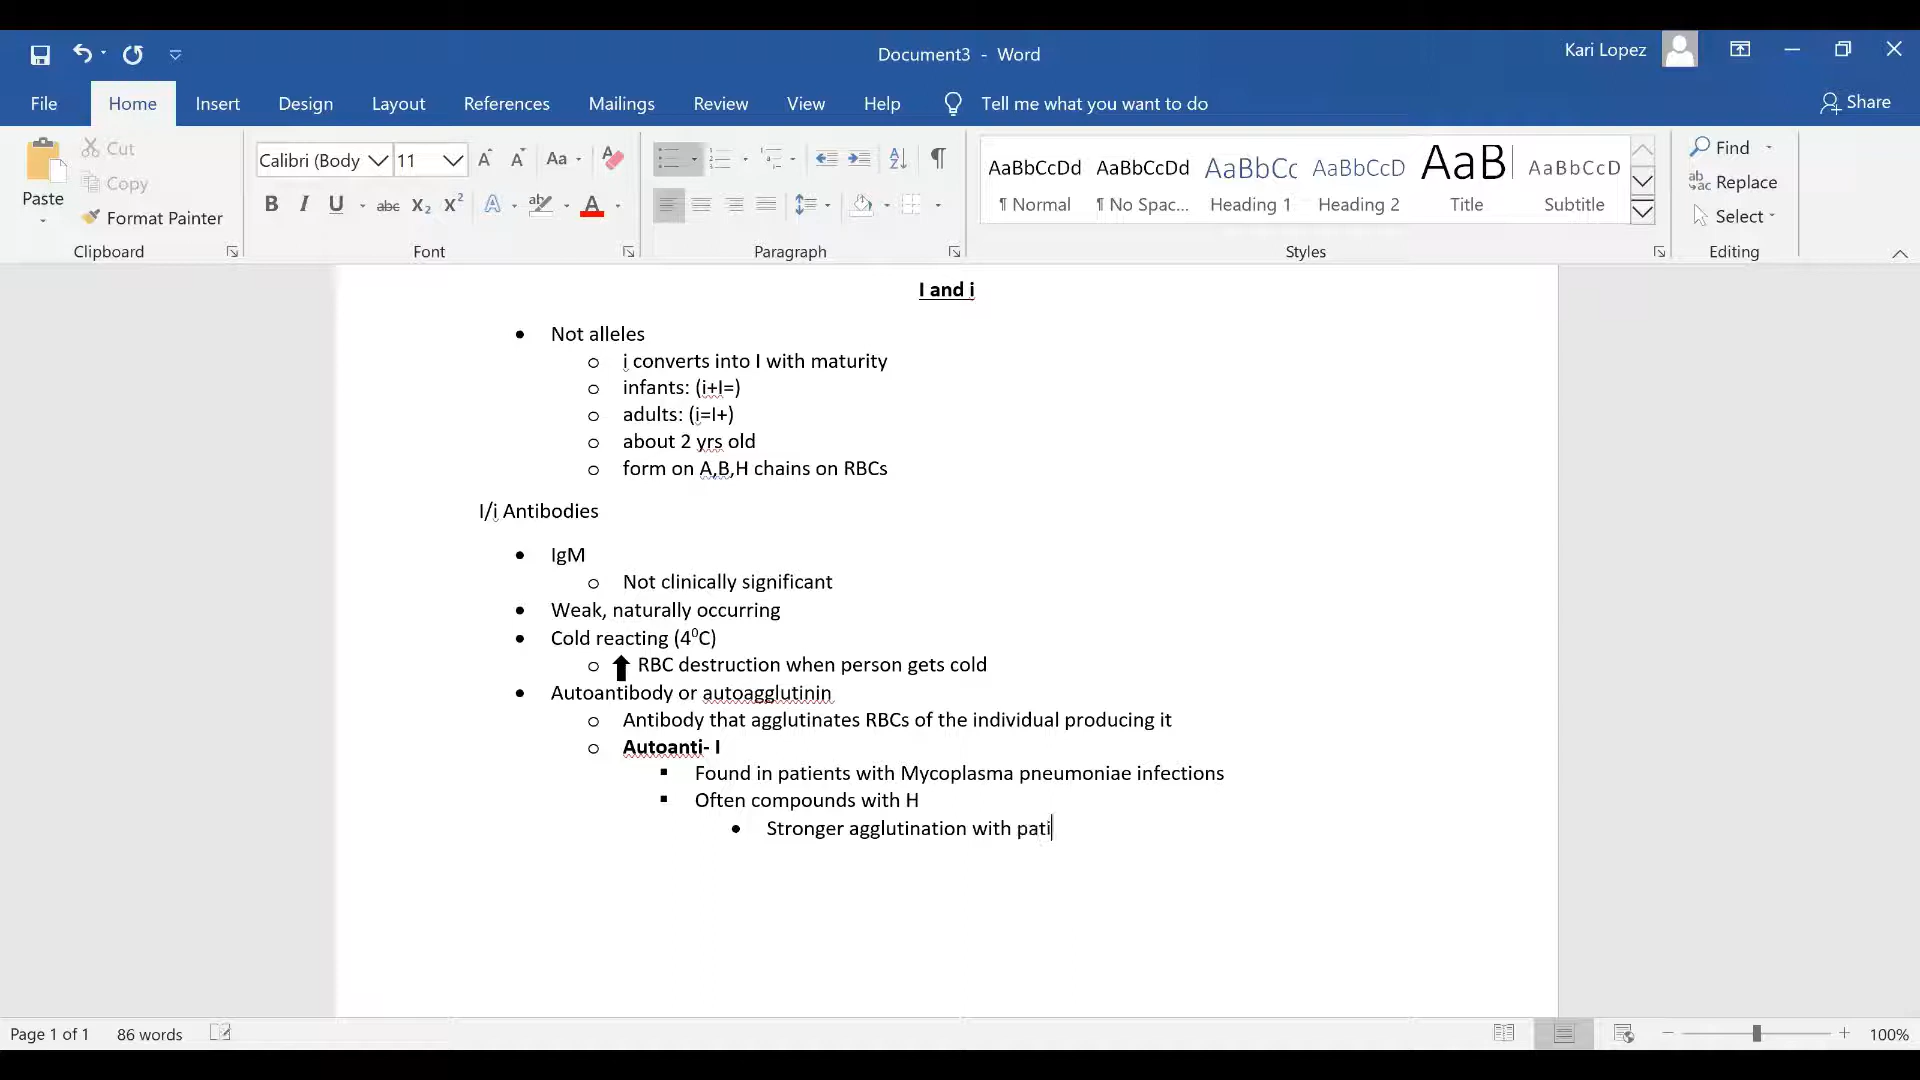 Document3 - Word
Kari Lopez
File Home Insert Design Layout References Mailings Review View Help Tell me what you want to do Share
Paste
Cut
Copy
Format Painter
Clipboard
Calibri (Body 11
Font
Paragraph
AaBbCcDd AaBbCcDd AaBbCc AaBbCcD AaB AaBbCcD
¶ Normal ¶ No Spac... Heading 1 Heading 2 Title Subtitle
Styles
Find
Replace
Select
Editing
I and i
• Not alleles
o i converts into I with maturity
o infants: (i+I=)
o adults: (i=I+)
o about 2 yrs old
o form on A,B,H chains on RBCs
I/i Antibodies
• IgM
o Not clinically significant
• Weak, naturally occurring
• Cold reacting (4⁰C)
o ⬆ RBC destruction when person gets cold
• Autoantibody or autoagglutinin
o Antibody that agglutinates RBCs of the individual producing it
o Autoanti- I
▪ Found in patients with Mycoplasma pneumoniae infections
▪ Often compounds with H
• Stronger agglutination with pati
Page 1 of 1 86 words 100%